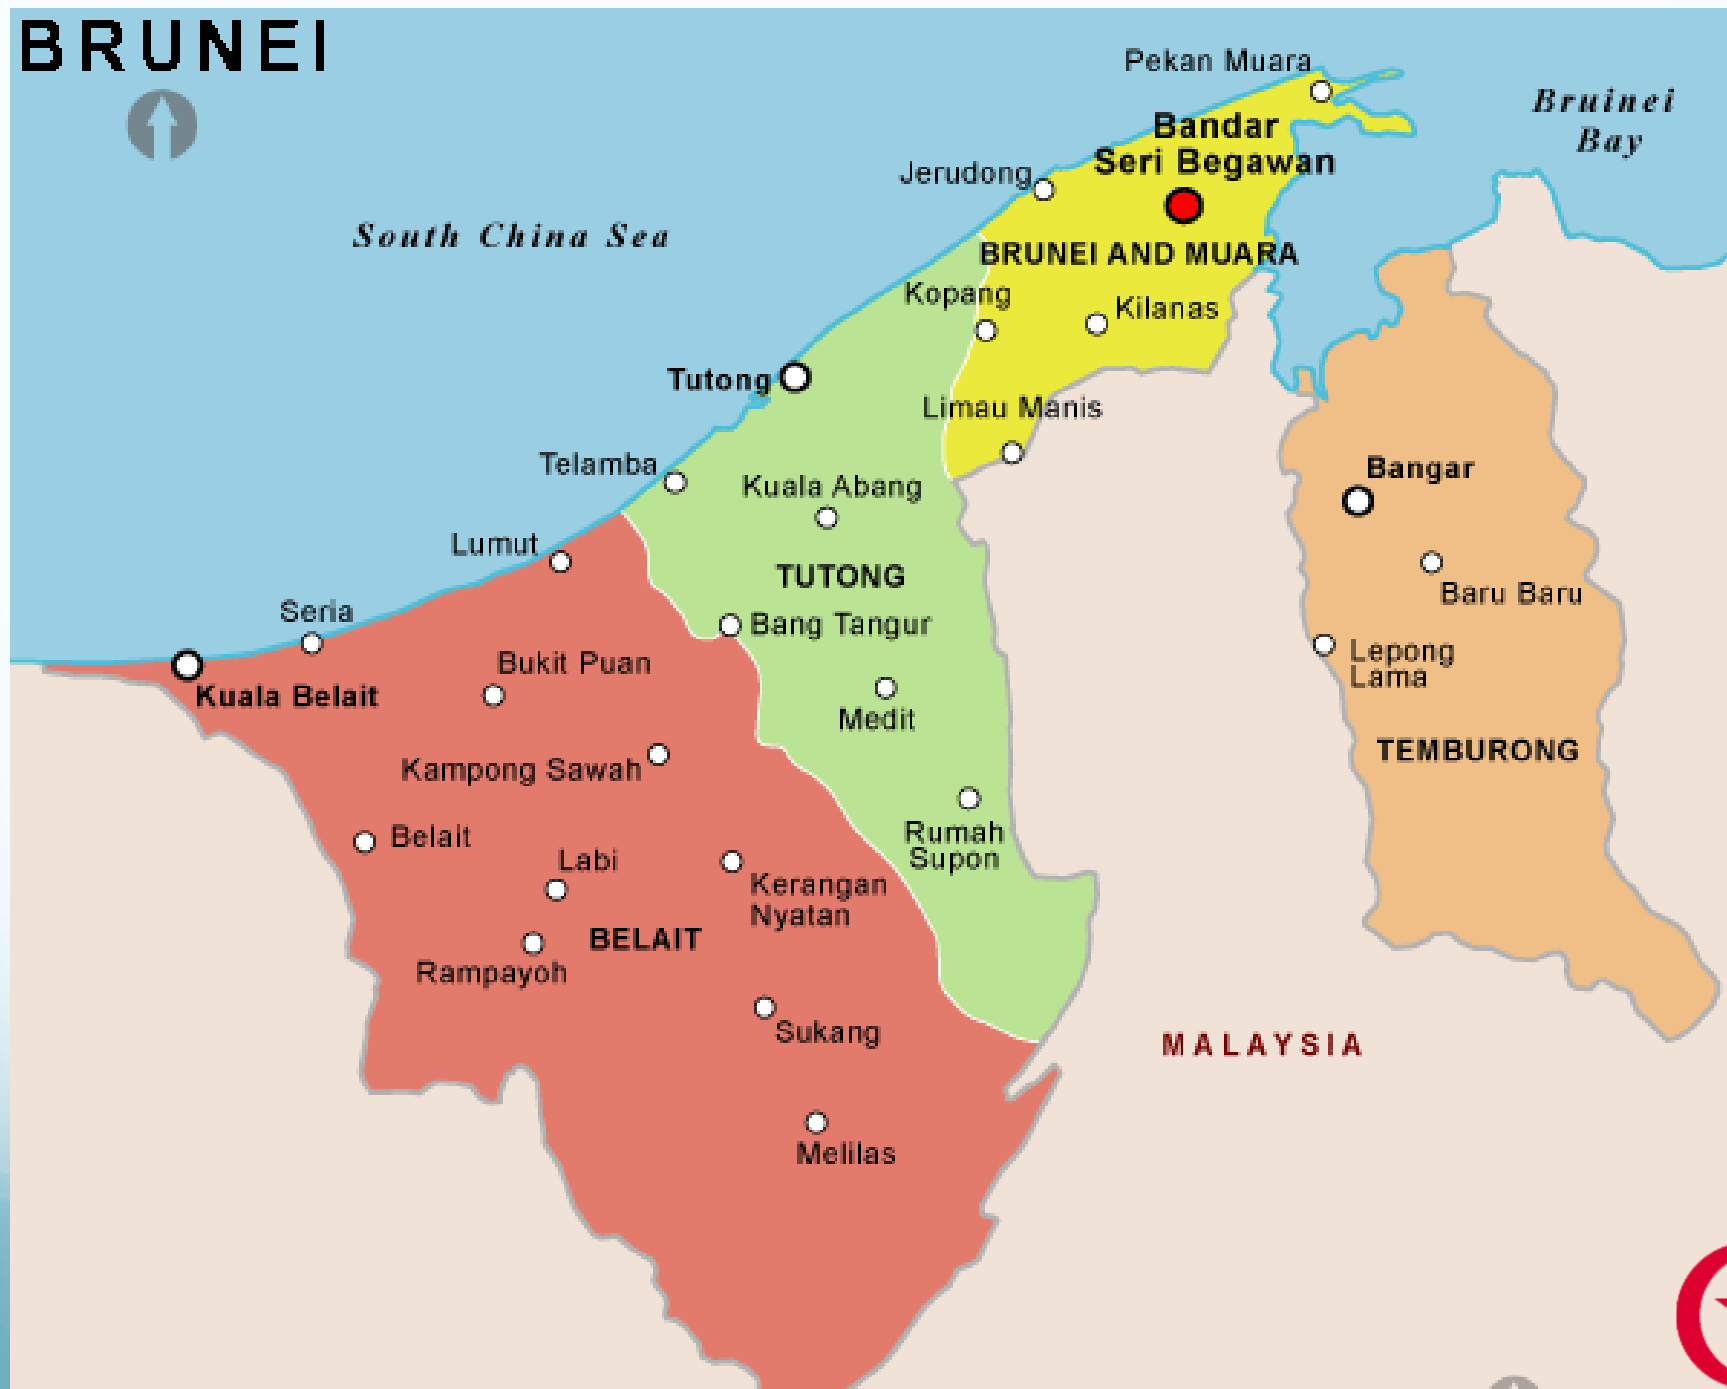 BRUNEI
Pekan Muara
Bruinei
Bay
Bandar
Seri Begawan
Jerudong
South China Sea
BRUNEI AND MUARA
Kopang
Kilanas
Tutong
Limau Manis
Telamba
Bangar
Kuala Abang
Lumut
TUTONG
Baru Baru
Seria
Bang Tangur
Lepong
Lama
Bukit Puan
Kuala Belait
Medit
TEMBURONG
Kampong Sawah
Rumah
Supon
Belait
Labi
Kerangan
Nyatan
BELAIT
Rampayoh
Sukang
MALAYSIA
Melilas